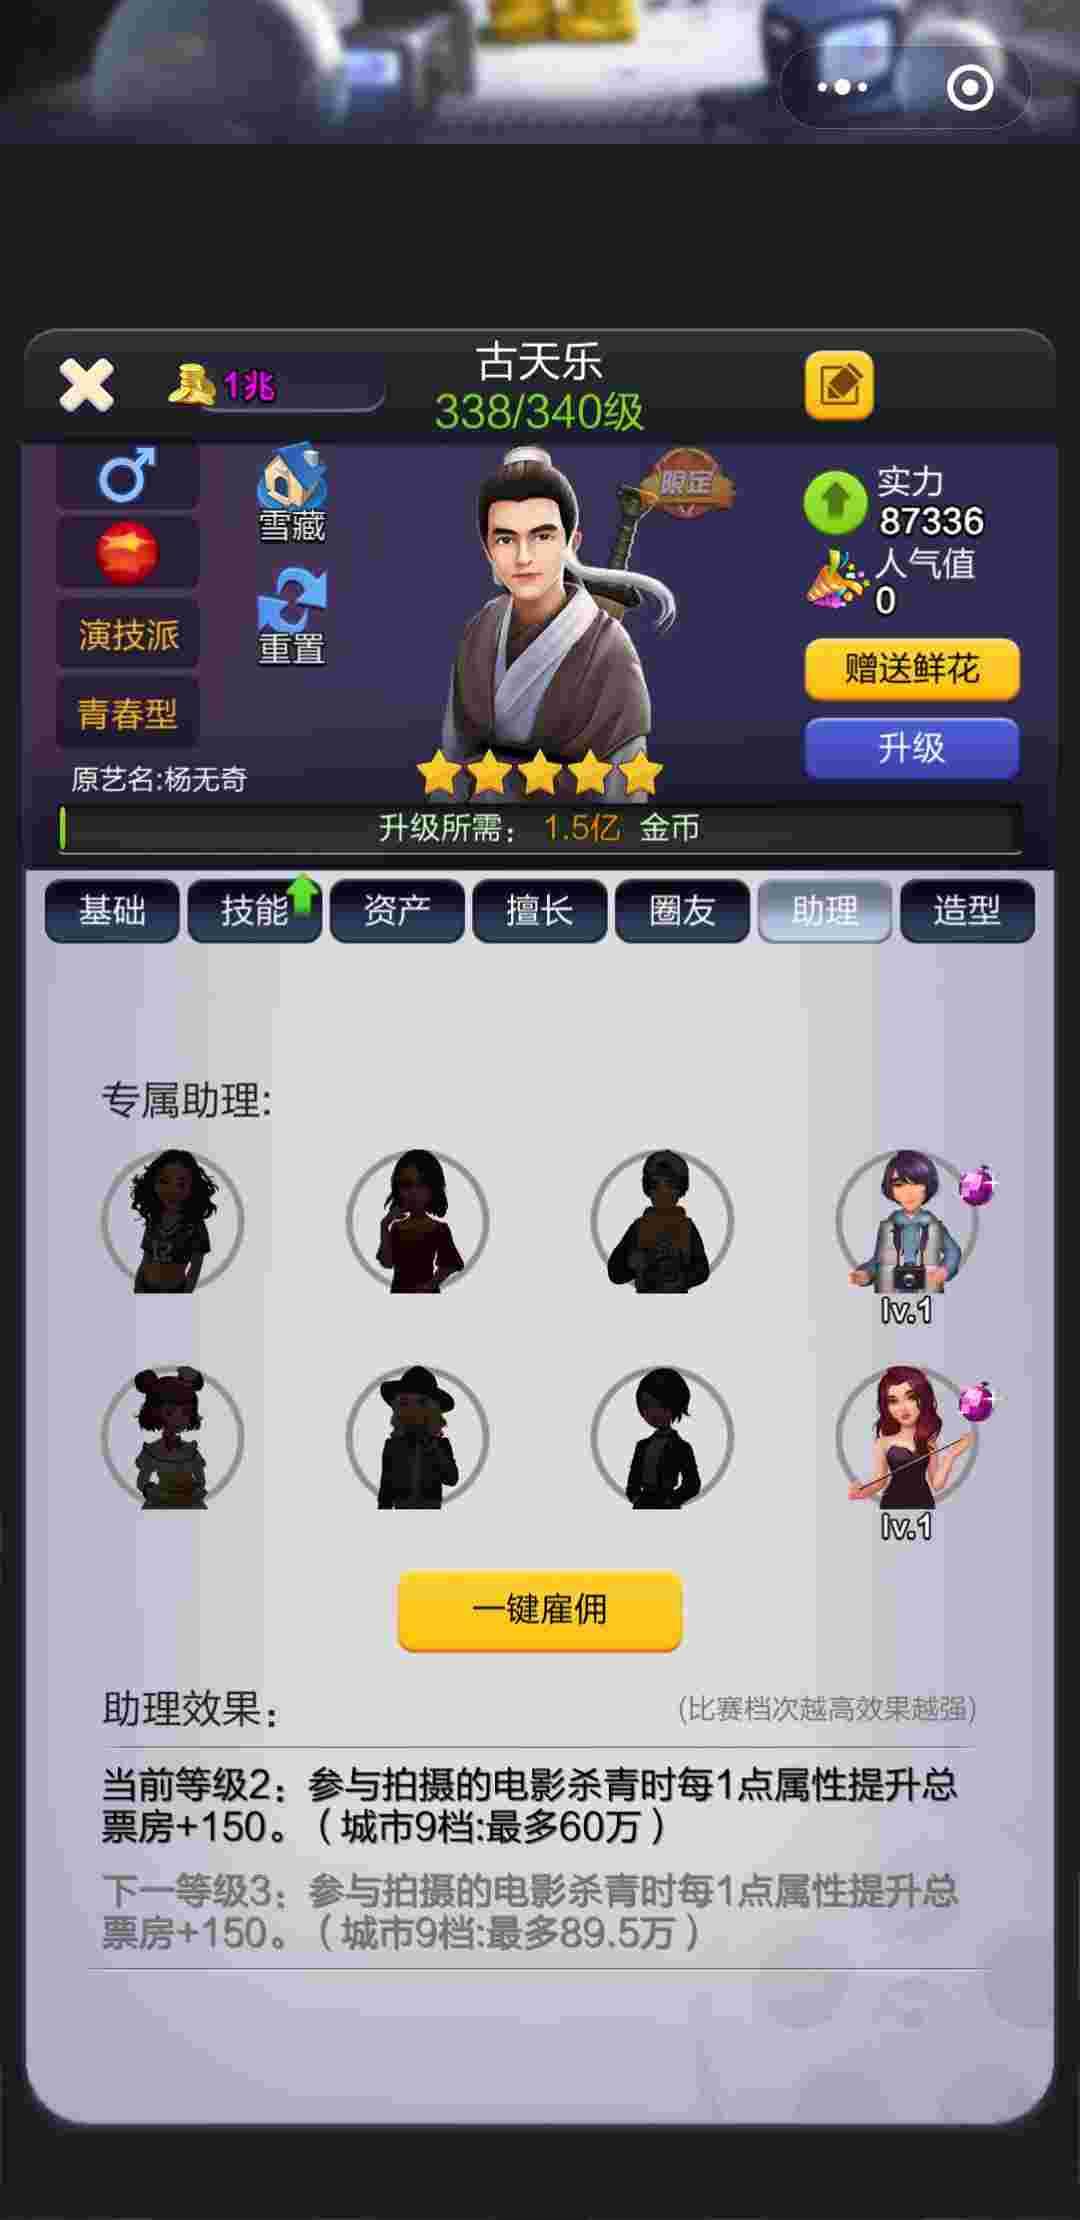 古天乐
1兆
338/340级
限定
实力
87336
雪藏
人气值
0
演技派
重置
赠送鲜花
青春型
升级
原艺名:杨无奇
升级所需： 1.5亿 金币
基础 技能 资产 擅长 圈友 助理 造型
专属助理:
12
lv.1
lv.1
一键雇佣
助理效果：
(比赛档次越高效果越强)
当前等级2：参与拍摄的电影杀青时每1点属性提升总
票房+150。（城市9档:最多60万）
下一等级3：参与拍摄的电影杀青时每1点属性提升总
票房+150。（城市9档:最多89.5万）